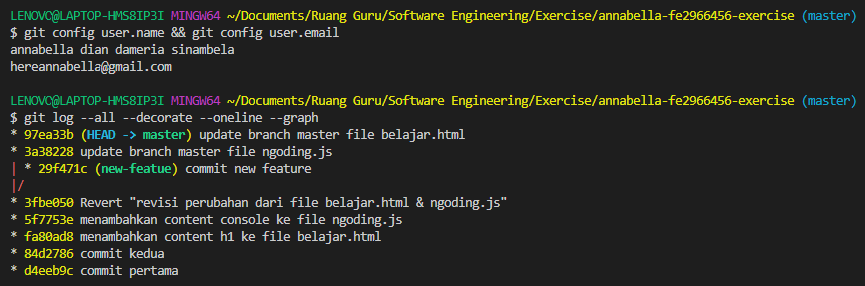 LENOVO@LAPTOP-HMS8IP3I MINGW64 ~/Documents/Ruang Guru/Software Engineering/Exercise/annabella-fe2966456-exercise (master)
$ git config user.name && git config user.email
annabella dian dameria sinambela
hereannabella@gmail.com
LENOVO@LAPTOP-HMS8IP3I MINGW64 ~/Documents/Ruang Guru/Software Engineering/Exercise/annabella-fe2966456-exercise (master)
$ git log --all --decorate --oneline --graph
* 97ea33b (HEAD -> master) update branch master file belajar.html
* 3a38228 update branch master file ngoding.js
| * 29f471c (new-featue) commit new feature
|/
* 3fbe050 Revert "revisi perubahan dari file belajar.html & ngoding.js"
* 5f7753e menambahkan content console ke file ngoding.js
* fa80ad8 menambahkan content h1 ke file belajar.html
* 84d2786 commit kedua
* d4eeb9c commit pertama